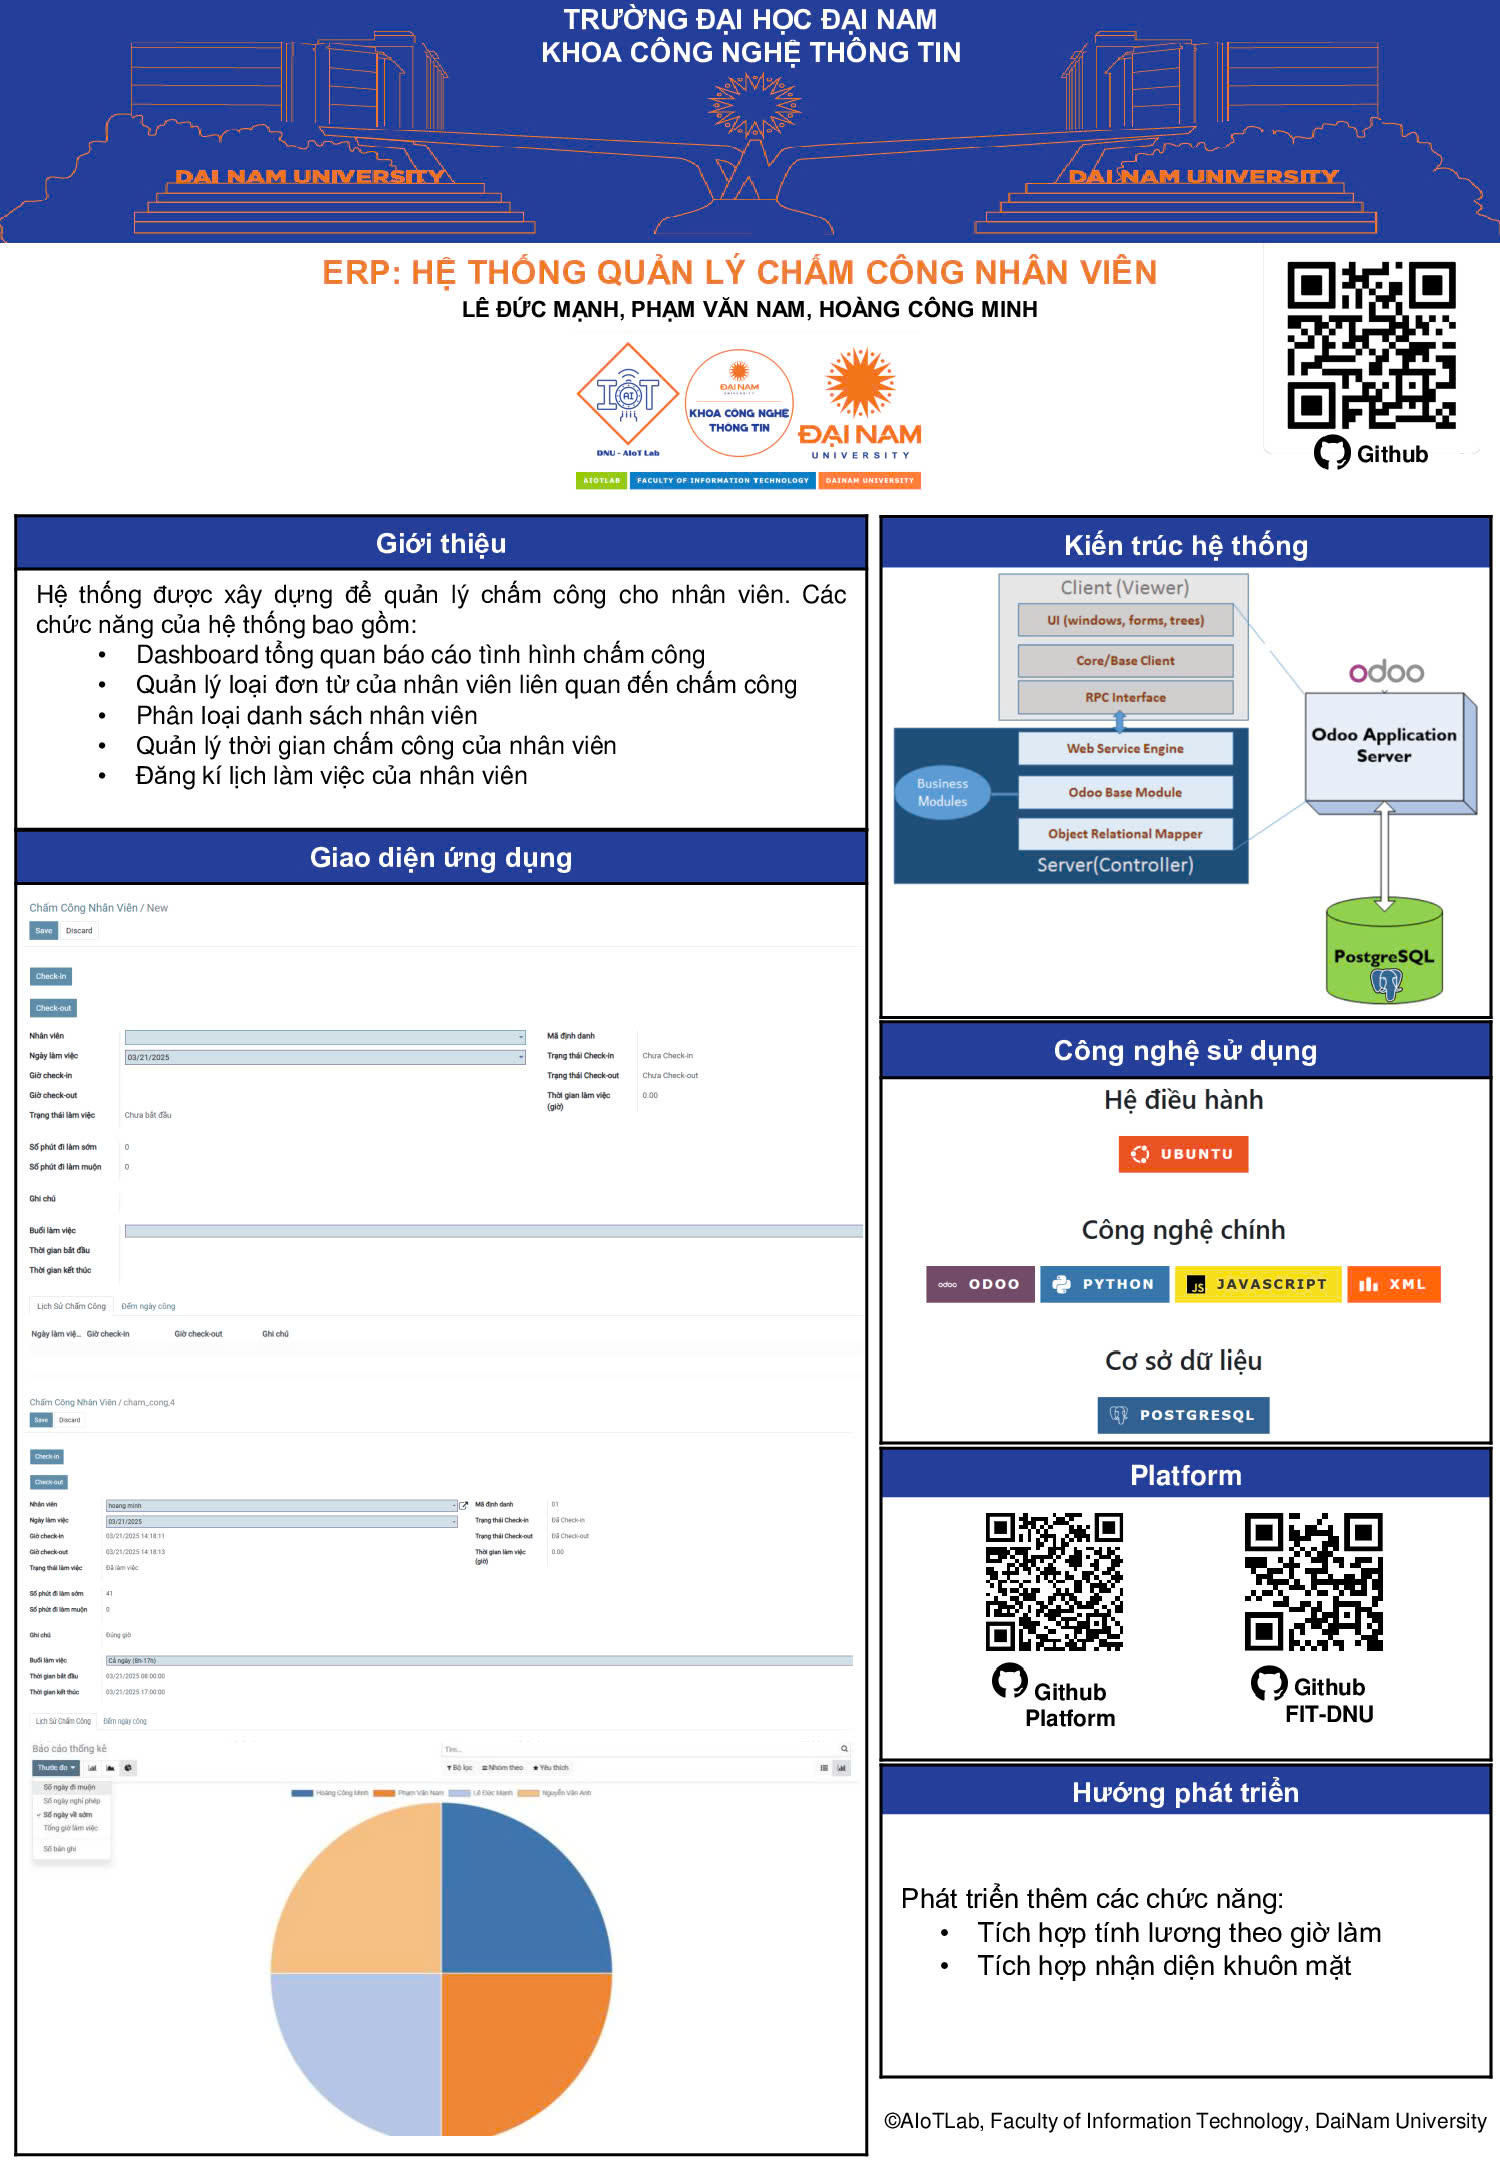 TRƯỜNG ĐẠI HỌC ĐẠI NAM
KHOA CÔNG NGHỆ THÔNG TIN
DAI NAM UNIVERSITY
DAI NAM UNIVERSITY
ERP: HỆ THỐNG QUẢN LÝ CHẤM CÔNG NHÂN VIÊN
LÊ ĐỨC MẠNH, PHẠM VĂN NAM, HOÀNG CÔNG MINH
IOT
AI
DNU - AIoT Lab
ĐẠI NAM
UNIVERSITY
KHOA CÔNG NGHỆ
THÔNG TIN
ĐẠI NAM
UNIVERSITY
AIOTLAB
FACULTY OF INFORMATION TECHNOLOGY
DAINAM UNIVERSITY
Github
Giới thiệu
Hệ thống được xây dựng để quản lý chấm công cho nhân viên. Các
chức năng của hệ thống bao gồm:
• Dashboard tổng quan báo cáo tình hình chấm công
• Quản lý loại đơn từ của nhân viên liên quan đến chấm công
• Phân loại danh sách nhân viên
• Quản lý thời gian chấm công của nhân viên
• Đăng kí lịch làm việc của nhân viên
Giao diện ứng dụng
Chấm Công Nhân Viên / New
Save Discard
Check-in
Check-out
Nhân viên Mã định danh
Ngày làm việc 03/21/2025 Trạng thái Check-in Chưa Check-in
Giờ check-in Trạng thái Check-out Chưa Check-out
Giờ check-out Thời gian làm việc 0.00
(giờ)
Trạng thái làm việc Chưa bắt đầu
Số phút đi làm sớm 0
Số phút đi làm muộn 0
Ghi chú
Buổi làm việc
Thời gian bắt đầu
Thời gian kết thúc
Lịch Sử Chấm Công Đếm ngày công
Ngày làm việ... Giờ check-in Giờ check-out Ghi chú
Chấm Công Nhân Viên / cham_cong,4
Save Discard
Check-in
Check-out
Nhân viên hoang minh Mã định danh 01
Ngày làm việc 03/21/2025 Trạng thái Check-in Đã Check-in
Giờ check-in 03/21/2025 14:18:11 Trạng thái Check-out Đã Check-out
Giờ check-out 03/21/2025 14:18:13 Thời gian làm việc 0.00
(giờ)
Trạng thái làm việc Đã làm việc
Số phút đi làm sớm 41
Số phút đi làm muộn 0
Ghi chú Đúng giờ
Buổi làm việc Cả ngày (8h-17h)
Thời gian bắt đầu 03/21/2025 08:00:00
Thời gian kết thúc 03/21/2025 17:00:00
Lịch Sử Chấm Công Đếm ngày công
Báo cáo thống kê Tìm...
Thước đo Bộ lọc Nhóm theo Yêu thích
Số ngày đi muộn
Số ngày nghỉ phép
Số ngày về sớm
Tổng giờ làm việc
Số bản ghi
Hoàng Công Minh Phạm Văn Nam Lê Đức Mạnh Nguyễn Văn Anh
Kiến trúc hệ thống
Client (Viewer)
UI (windows, forms, trees)
Core/Base Client
RPC Interface
Web Service Engine
Business
Modules
Odoo Base Module
Object Relational Mapper
Server(Controller)
odoo
Odoo Application
Server
PostgreSQL
Công nghệ sử dụng
Hệ điều hành
UBUNTU
Công nghệ chính
odoo ODOO PYTHON JS JAVASCRIPT XML
Cơ sở dữ liệu
POSTGRESQL
Platform
Github
Platform
Github
FIT-DNU
Hướng phát triển
Phát triển thêm các chức năng:
• Tích hợp tính lương theo giờ làm
• Tích hợp nhận diện khuôn mặt
©AIoTLab, Faculty of Information Technology, DaiNam University